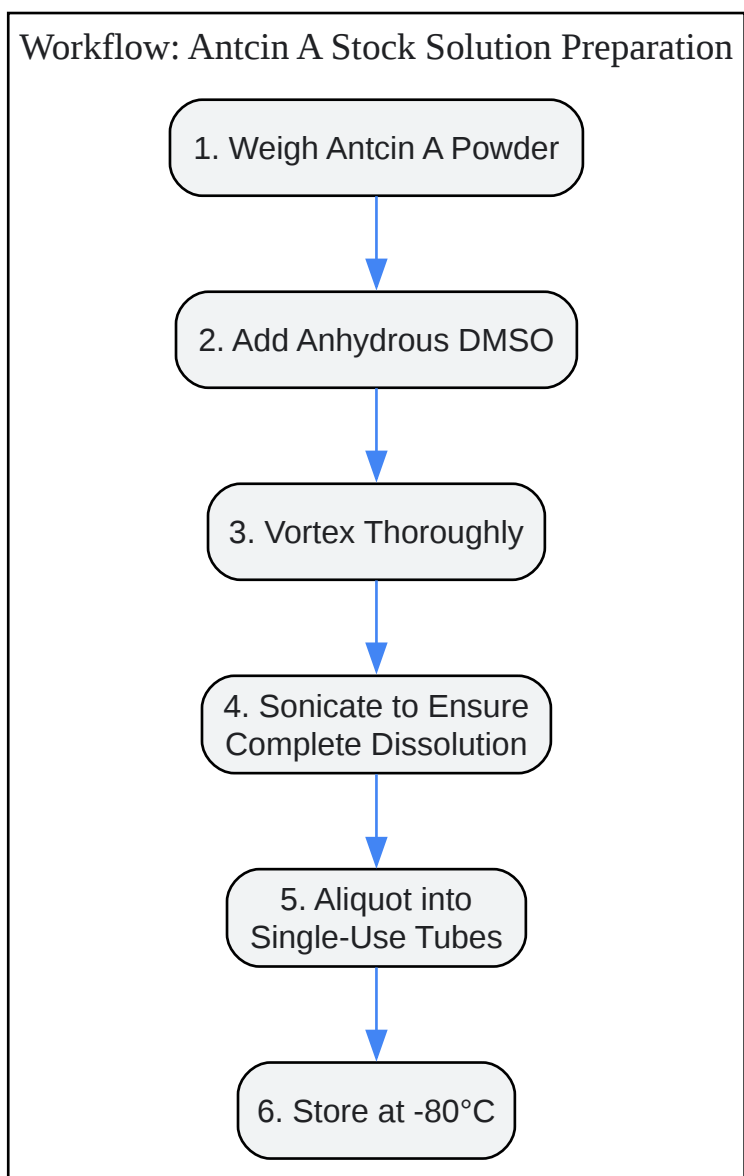 Workflow: Antcin A Stock Solution Preparation
1. Weigh Antcin A Powder
2. Add Anhydrous DMSO
3. Vortex Thoroughly
4. Sonicate to Ensure
Complete Dissolution
5. Aliquot into
Single-Use Tubes
6. Store at -80°C